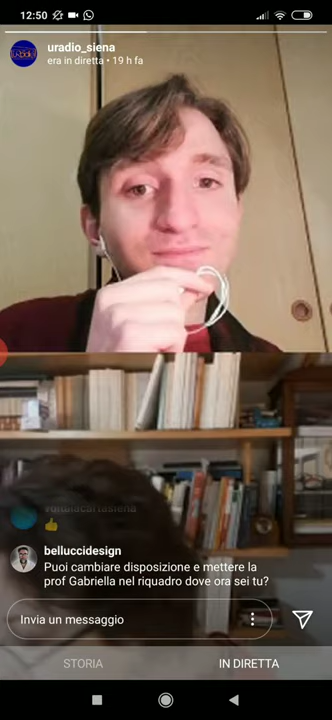 12:50
uradio_siena
era in diretta • 19 h fa
belluccidesign
Puoi cambiare disposizione e mettere la
prof Gabriella nel riquadro dove ora sei tu?
Invia un messaggio
STORIA
IN DIRETTA